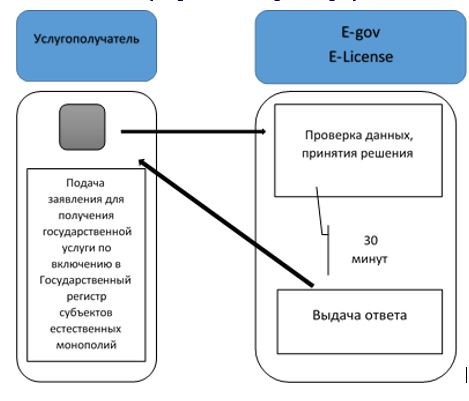 Услугополучатель
E-gov
E-License
Подача
заявления для
получения
государственной
услуги по
включению в
Государственный
регистр
субъектов
естественных
монополий
Проверка данных,
принятия решения
30
минут
Выдача ответа